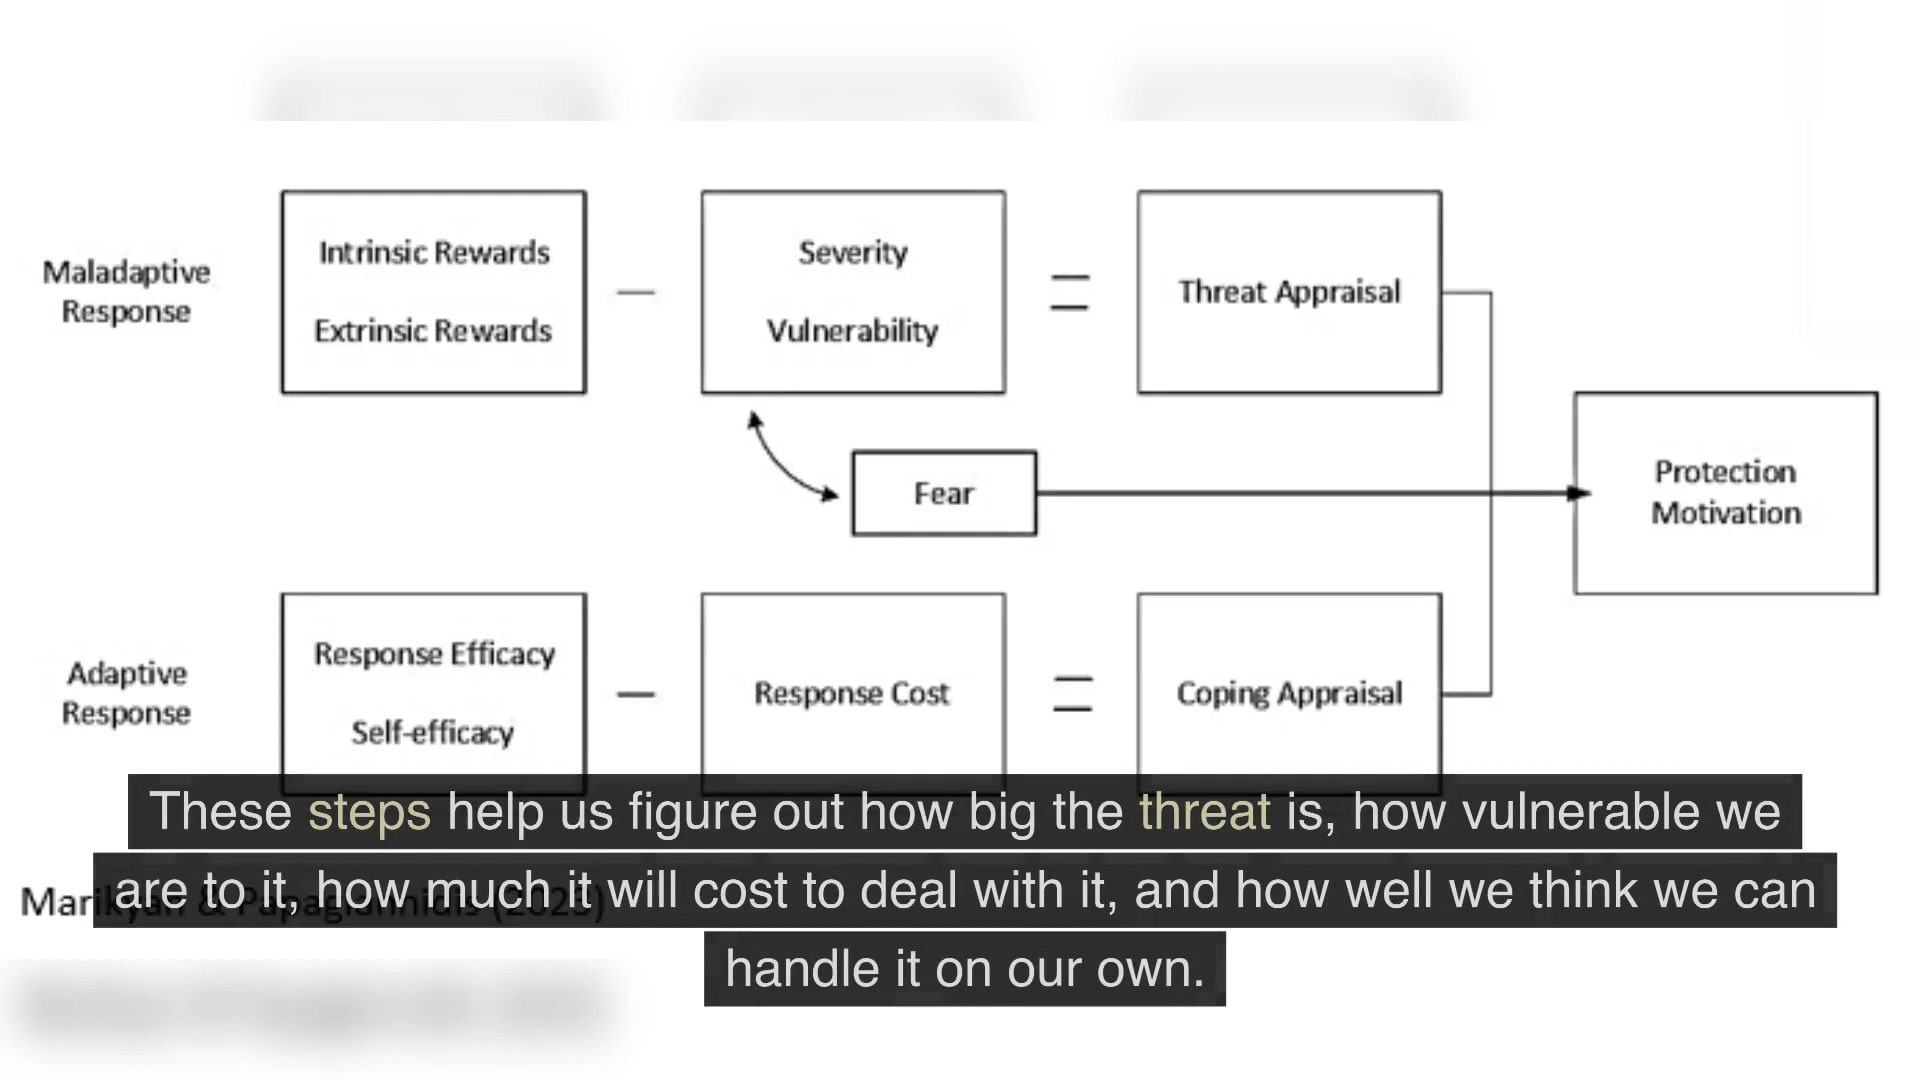 Maladaptive
Response
Intrinsic Rewards
Extrinsic Rewards
Severity
Vulnerability
Threat Appraisal
Fear
Protection
Motivation
Adaptive
Response
Response Efficacy
Self-efficacy
Response Cost
Coping Appraisal
These steps help us figure out how big the threat is, how vulnerable we
are to it, how much it will cost to deal with it, and how well we think we can
handle it on our own.
Marikyan & Papagiannidis (2023)